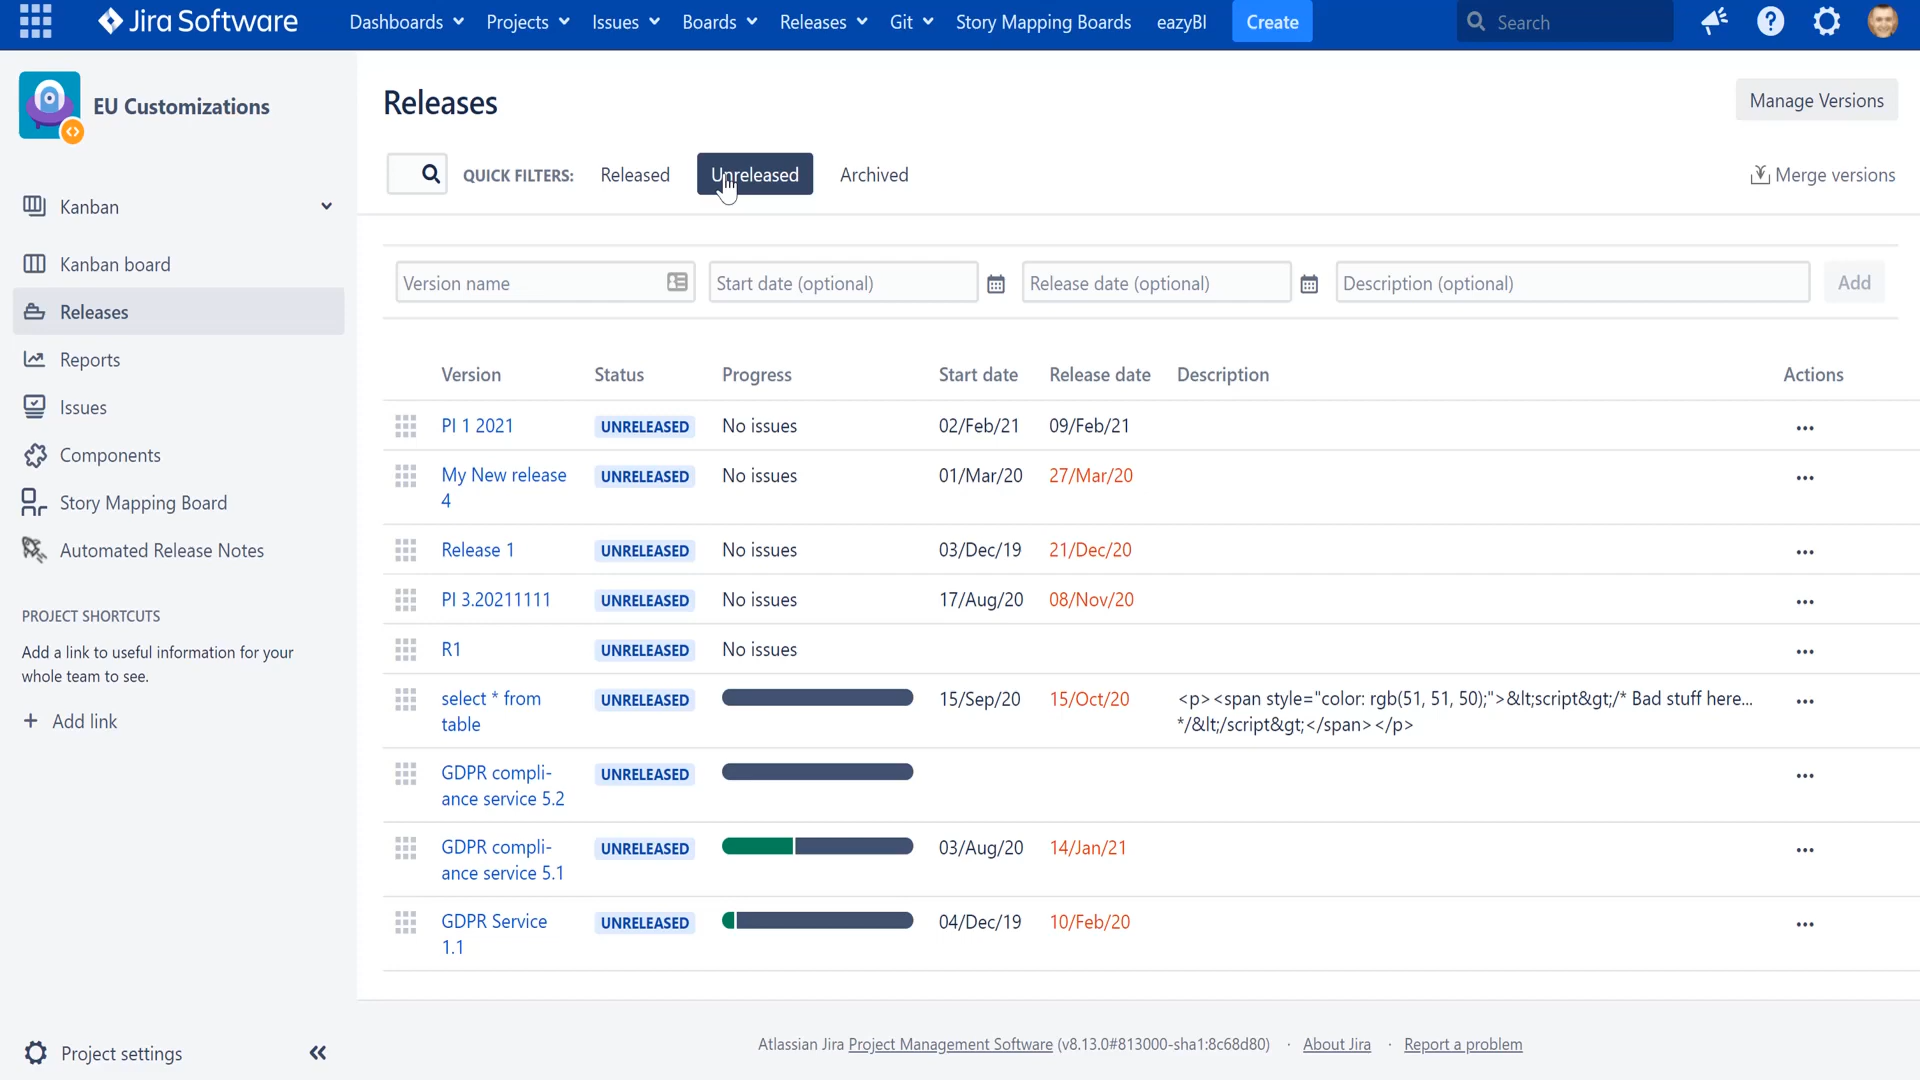 Jira Software Dashboards Projects Issues Boards Releases Git Story Mapping Boards eazyBI Create Search
EU Customizations
Kanban
Kanban board
Releases
Reports
Issues
Components
Story Mapping Board
Automated Release Notes
PROJECT SHORTCUTS
Add a link to useful information for your
whole team to see.
+ Add link
Project settings
Releases
Manage Versions
QUICK FILTERS: Released Unreleased Archived
Merge versions
Version name Start date (optional) Release date (optional) Description (optional) Add
Version Status Progress Start date Release date Description Actions
PI 1 2021 UNRELEASED No issues 02/Feb/21 09/Feb/21
My New release UNRELEASED No issues 01/Mar/20 27/Mar/20
4
Release 1 UNRELEASED No issues 03/Dec/19 21/Dec/20
PI 3.20211111 UNRELEASED No issues 17/Aug/20 08/Nov/20
R1 UNRELEASED No issues
select * from UNRELEASED 15/Sep/20 15/Oct/20 <p><span style="color: rgb(51, 51, 50);">&lt;script&gt;/* Bad stuff here...
table */&lt;/script&gt;</span></p>
GDPR compli- UNRELEASED
ance service 5.2
GDPR compli- UNRELEASED 03/Aug/20 14/Jan/21
ance service 5.1
GDPR Service UNRELEASED 04/Dec/19 10/Feb/20
1.1
Atlassian Jira Project Management Software (v8.13.0#813000-sha1:8c68d80) · About Jira · Report a problem